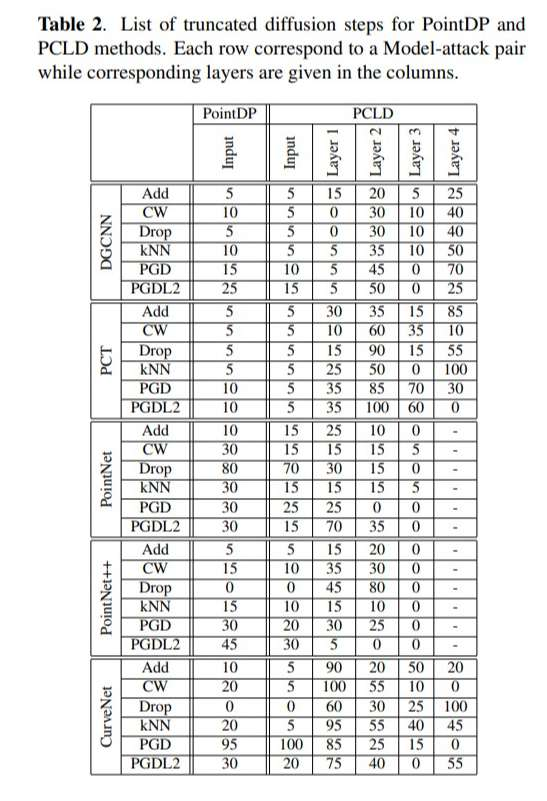 Table 2. List of truncated diffusion steps for PointDP and
PCLD methods. Each row correspond to a Model-attack pair
while corresponding layers are given in the columns.
PointDP PCLD
Input Input Layer 1 Layer 2 Layer 3 Layer 4
DGCNN
Add 5 5 15 20 5 25
CW 10 5 0 30 10 40
Drop 5 5 0 30 10 40
kNN 10 5 5 35 10 50
PGD 15 10 5 45 0 70
PGDL2 25 15 5 50 0 25
PCT
Add 5 5 30 35 15 85
CW 5 5 10 60 35 10
Drop 5 5 15 90 15 55
kNN 5 5 25 50 0 100
PGD 10 5 35 85 70 30
PGDL2 10 5 35 100 60 0
PointNet
Add 10 15 25 10 0 -
CW 30 15 15 15 5 -
Drop 80 70 30 15 0 -
kNN 30 15 15 15 5 -
PGD 30 25 25 0 0 -
PGDL2 30 15 70 35 0 -
PointNet++
Add 5 5 15 20 0 -
CW 15 10 35 30 0 -
Drop 0 0 45 80 0 -
kNN 15 10 15 10 0 -
PGD 30 20 30 25 0 -
PGDL2 45 30 5 0 0 -
CurveNet
Add 10 5 90 20 50 20
CW 20 5 100 55 10 0
Drop 0 0 60 30 25 100
kNN 20 5 95 55 40 45
PGD 95 100 85 25 15 0
PGDL2 30 20 75 40 0 55